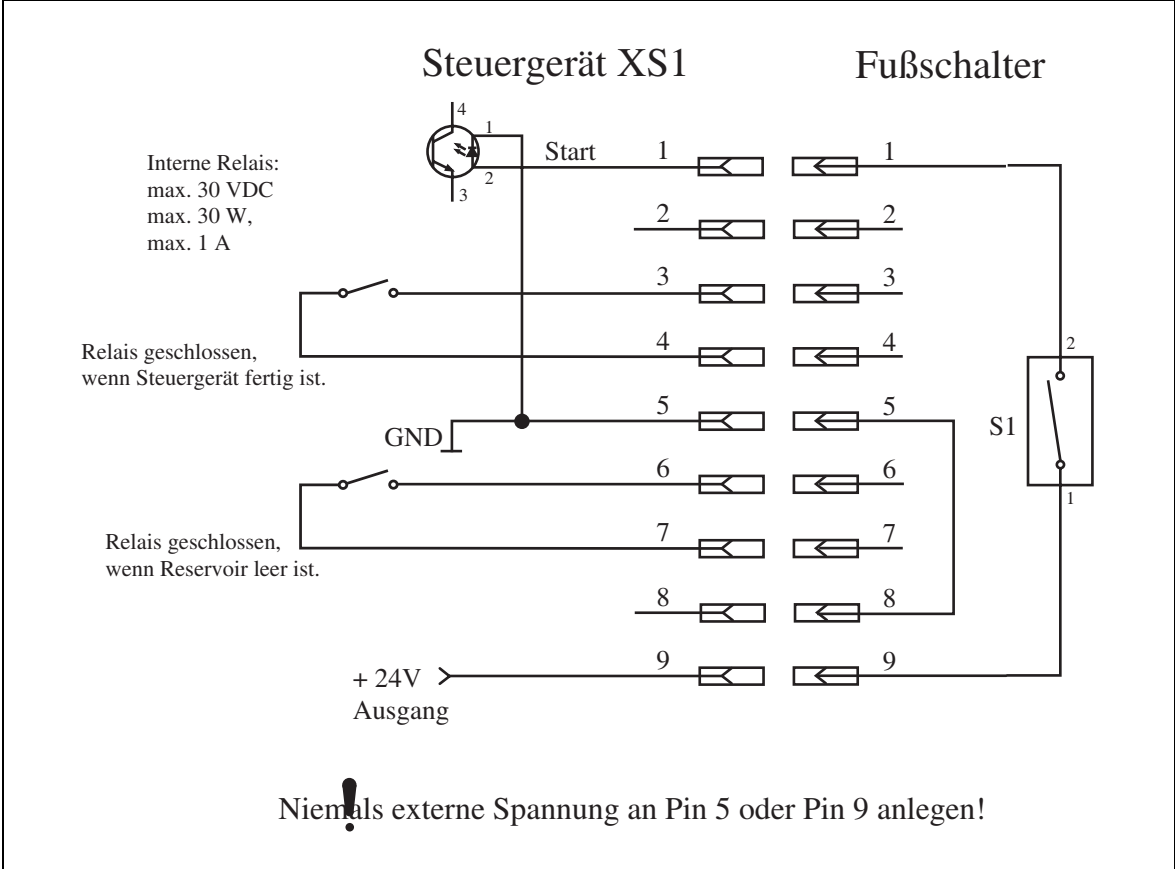 Steuergerät XS1
Fußschalter
4
1
2
3
Interne Relais:
max. 30 VDC
max. 30 W,
max. 1 A
Start
1
1
2
2
3
3
Relais geschlossen,
wenn Steuergerät fertig ist.
4
4
2
GND
5
5
S1
6
6
1
Relais geschlossen,
wenn Reservoir leer ist.
7
7
8
8
+ 24V
Ausgang
9
9
! Niemals externe Spannung an Pin 5 oder Pin 9 anlegen!